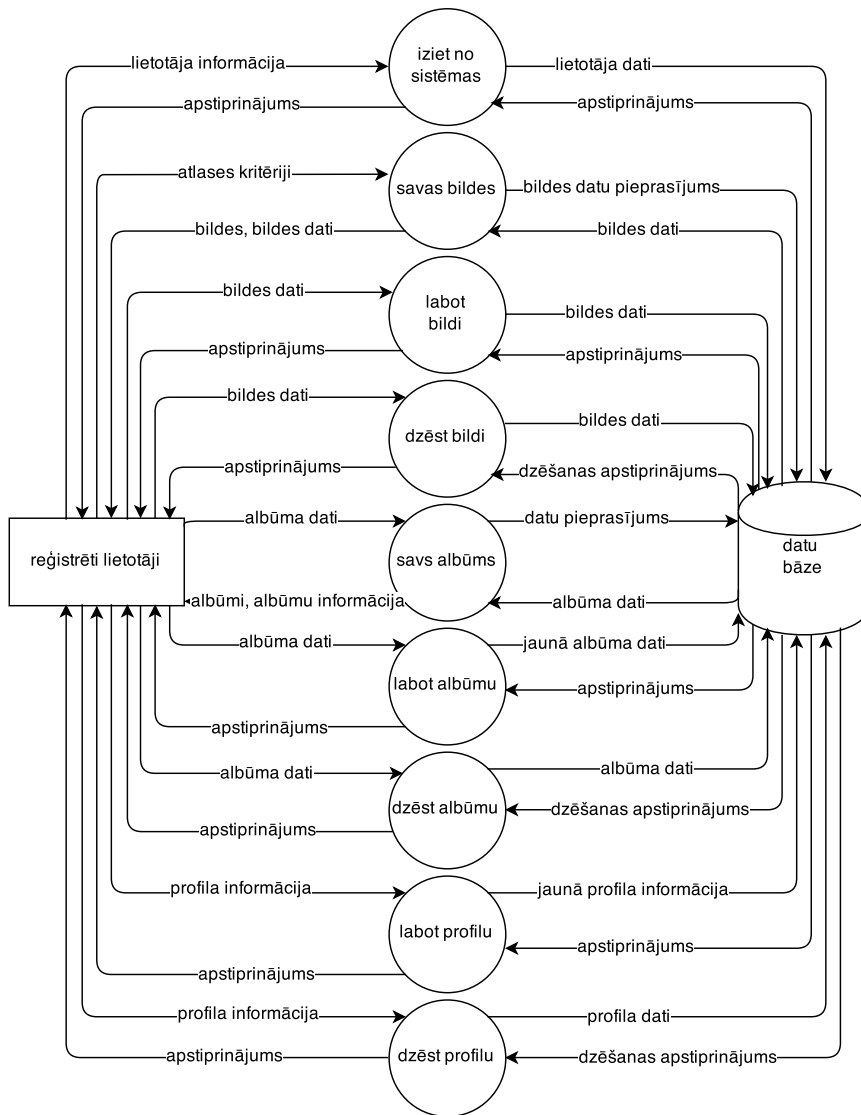 iziet no
sistēmas
lietotāja informācija
lietotāja dati
apstiprinājums
apstiprinājums
atlases kritēriji
savas bildes
bildes datu pieprasījums
bildes, bildes dati
bildes dati
bildes dati
labot
bildi
bildes dati
apstiprinājums
apstiprinājums
bildes dati
dzēst bildi
bildes dati
apstiprinājums
dzēšanas apstiprinājums
albūma dati
datu pieprasījums
reģistrēti lietotāji
savs albūms
datu
bāze
albūmi, albūmu informācija
albūma dati
albūma dati
jaunā albūma dati
labot albūmu
apstiprinājums
apstiprinājums
albūma dati
albūma dati
dzēst albūmu
dzēšanas apstiprinājums
apstiprinājums
profila informācija
jaunā profila informācija
labot profilu
apstiprinājums
apstiprinājums
profila informācija
profila dati
apstiprinājums
dzēst profilu
dzēšanas apstiprinājums